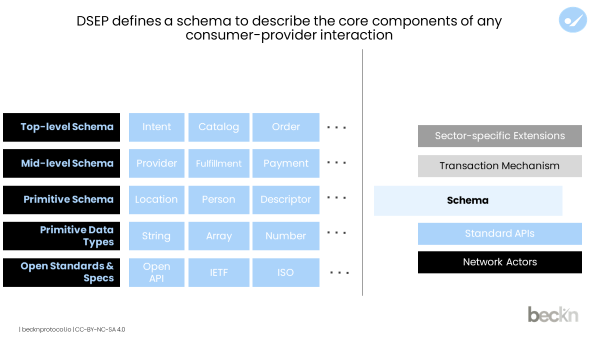 DSEP defines a schema to describe the core components of any
consumer-provider interaction
Top-level Schema
Intent
Catalog
Order
. . .
Mid-level Schema
Provider
Fulfillment
Payment
. . .
Primitive Schema
Location
Person
Descriptor
. . .
Primitive Data
Types
String
Array
Number
. . .
Open Standards &
Specs
Open
API
IETF
ISO
. . .
Sector-specific Extensions
Transaction Mechanism
Schema
Standard APIs
Network Actors
beckn
| becknprotocol.io | CC-BY-NC-SA 4.0